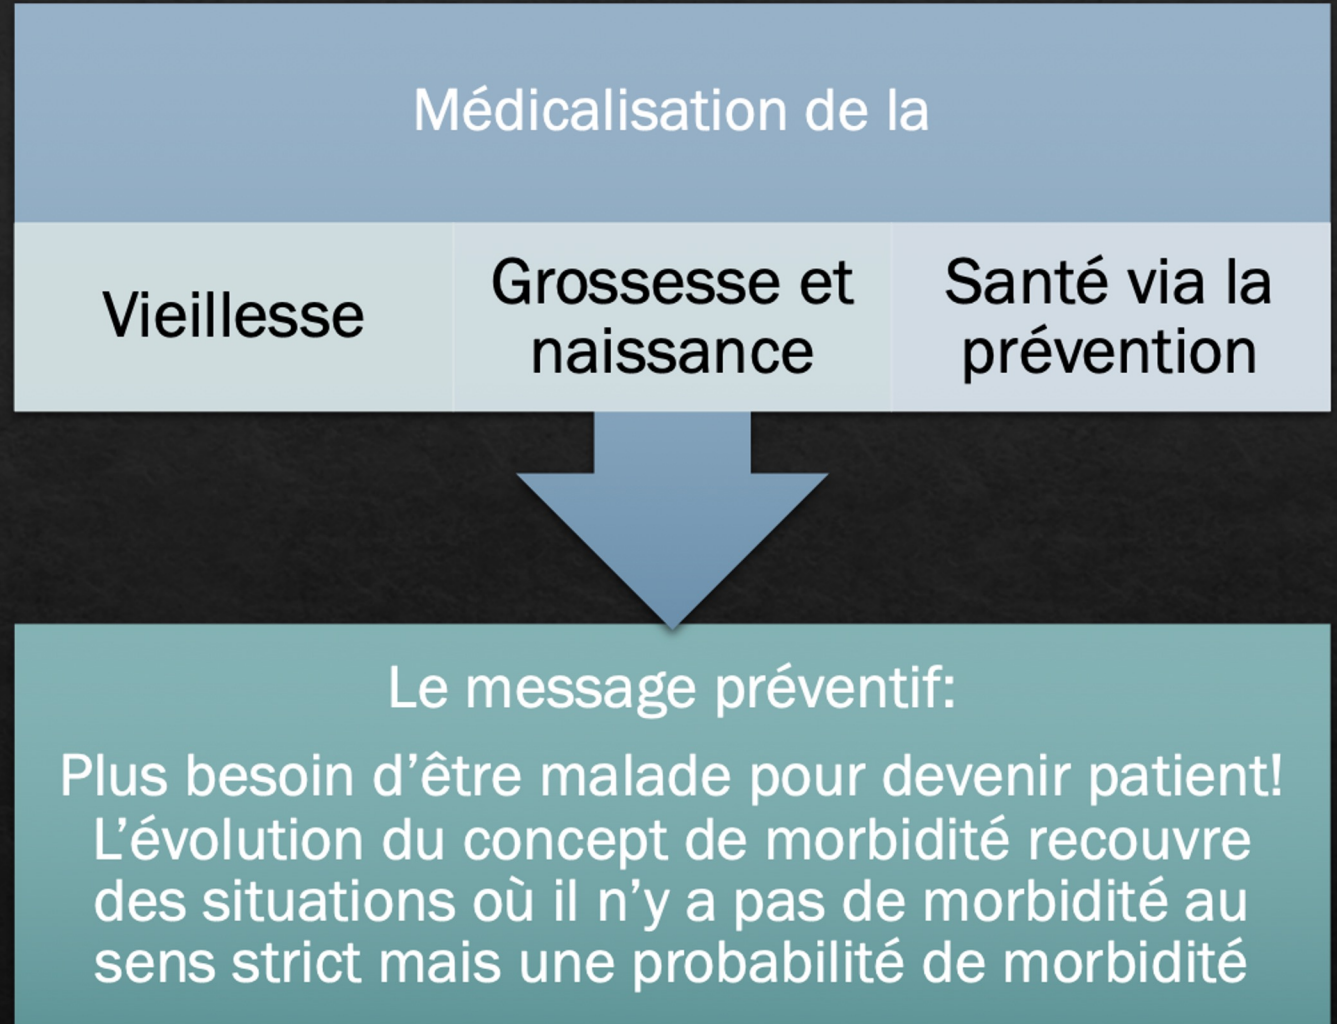 Médicalisation de la
Vieillesse
Grossesse et
naissance
Santé via la
prévention
Le message préventif:
Plus besoin d’être malade pour devenir patient!
L’évolution du concept de morbidité recouvre
des situations où il n’y a pas de morbidité au
sens strict mais une probabilité de morbidité